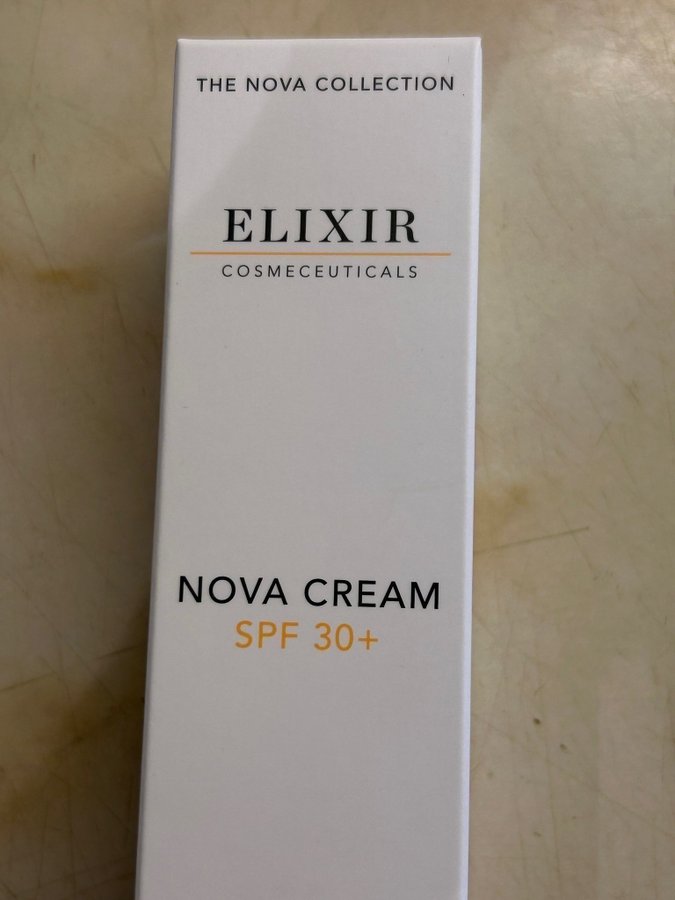 THE NOVA COLLECTION
ELIXIR
COSMECEUTICALS
NOVA CREAM
SPF 30+